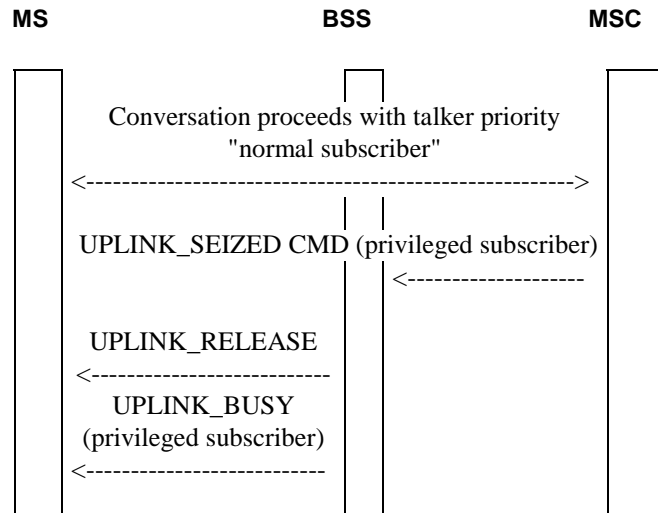 MS BSS MSC
Conversation proceeds with talker priority
"normal subscriber"
<------------------------------------------------------->
UPLINK_SEIZED CMD (privileged subscriber)
<-------------------
UPLINK_RELEASE
<---------------------------
UPLINK_BUSY
(privileged subscriber)
<---------------------------